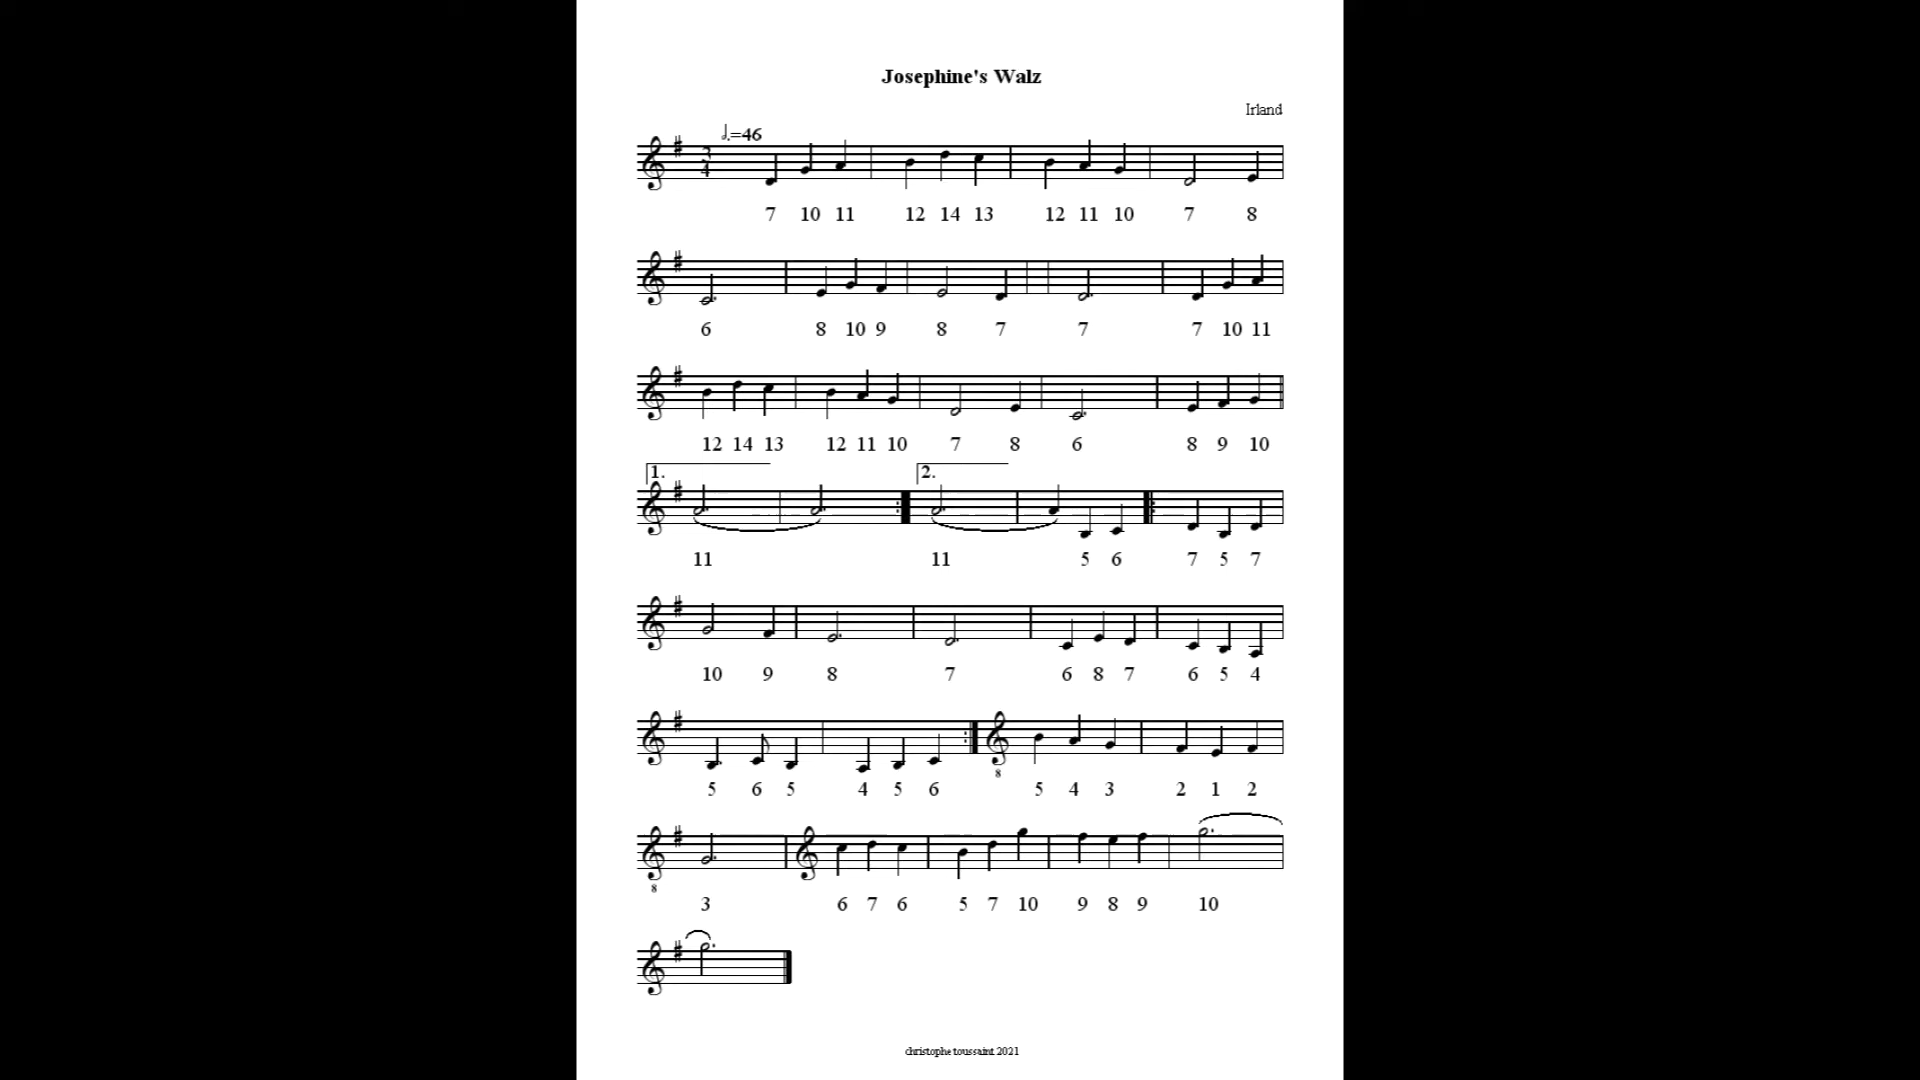 Josephine's Walz
Irland
=46
3
4
7 10 11 12 14 13 12 11 10 7 8
6 8 10 9 8 7 7 7 10 11
12 14 13 12 11 10 7 8 6 8 9 10
1. 2.
11 11 5 6 7 5 7
10 9 8 7 6 8 7 6 5 4
8
5 6 5 4 5 6 5 4 3 2 1 2
8
3 6 7 6 5 7 10 9 8 9 10
christophe toussaint 2021